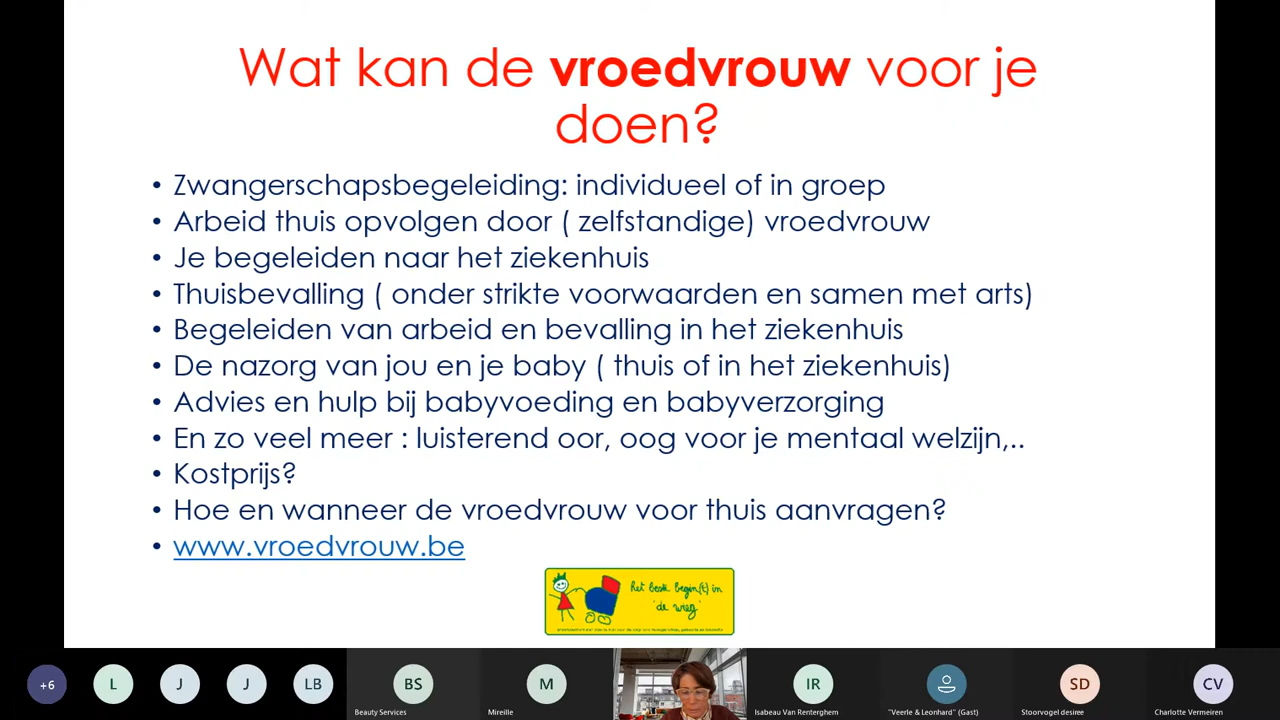 Wat kan de vroedvrouw voor je
doen?
• Zwangerschapsbegeleiding: individueel of in groep
• Arbeid thuis opvolgen door ( zelfstandige) vroedvrouw
• Je begeleiden naar het ziekenhuis
• Thuisbevalling ( onder strikte voorwaarden en samen met arts)
• Begeleiden van arbeid en bevalling in het ziekenhuis
• De nazorg van jou en je baby ( thuis of in het ziekenhuis)
• Advies en hulp bij babyvoeding en babyverzorging
• En zo veel meer : luisterend oor, oog voor je mentaal welzijn,..
• Kostprijs?
• Hoe en wanneer de vroedvrouw voor thuis aanvragen?
• www.vroedvrouw.be
het beste begin(t) in
'de wieg'
+6
L
J
J
LB
BS
M
IR
SD
CV
Beauty Services
Mireille
Isabeau Van Renterghem
"Veerle & Leonhard" (Gast)
Stoorvogel desiree
Charlotte Vermeiren